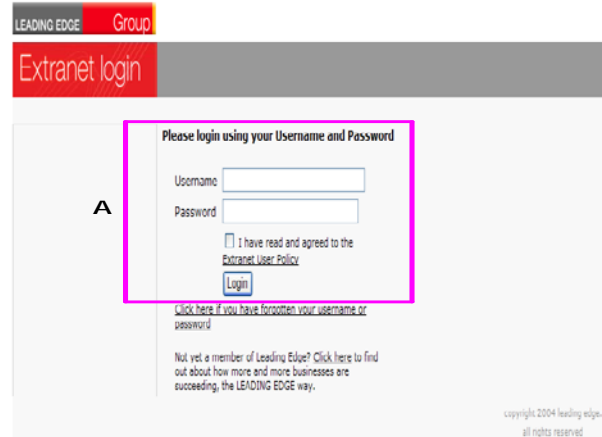 LEADING EDGE Group
Extranet login
Please login using your Username and Password
Username
A
Password
I have read and agreed to the
Extranet User Policy
Login
Click here if you have forgotten your username or
password
Not yet a member of Leading Edge? Click here to find
out about how more and more businesses are
succeeding, the LEADING EDGE way.
copyright 2004 leading edge.
all rights reserved